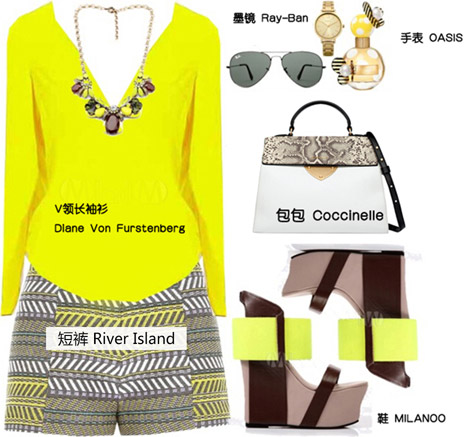 墨镜 Ray-Ban
手表 OASIS
包包 Coccinelle
V领长袖衫
Diane Von Furstenberg
短裤 River Island
鞋 MILANOO